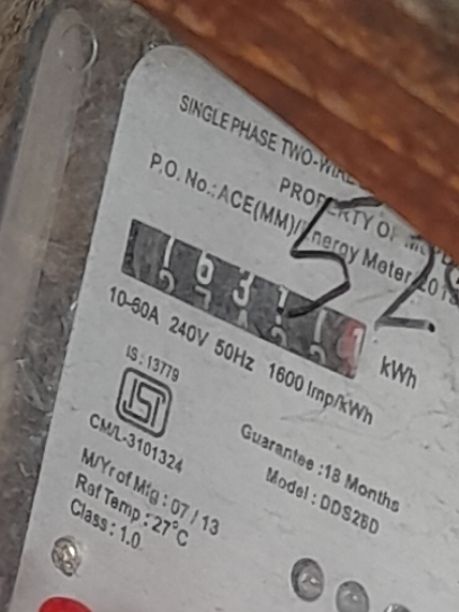 SINGLE PHASE TWO-WIRE
PROPERTY OF
P.O. No.: ACE(MM)/Energy Meter 201
52
kWh
10-60A 240V 50Hz 1600 Imp/kWh
IS : 13779
ISI
CM/L-3101324
Guarantee :18 Months
Model : DDS28D
M/Yr of Mfg : 07 / 13
Ref Temp : 27°C
Class : 1.0